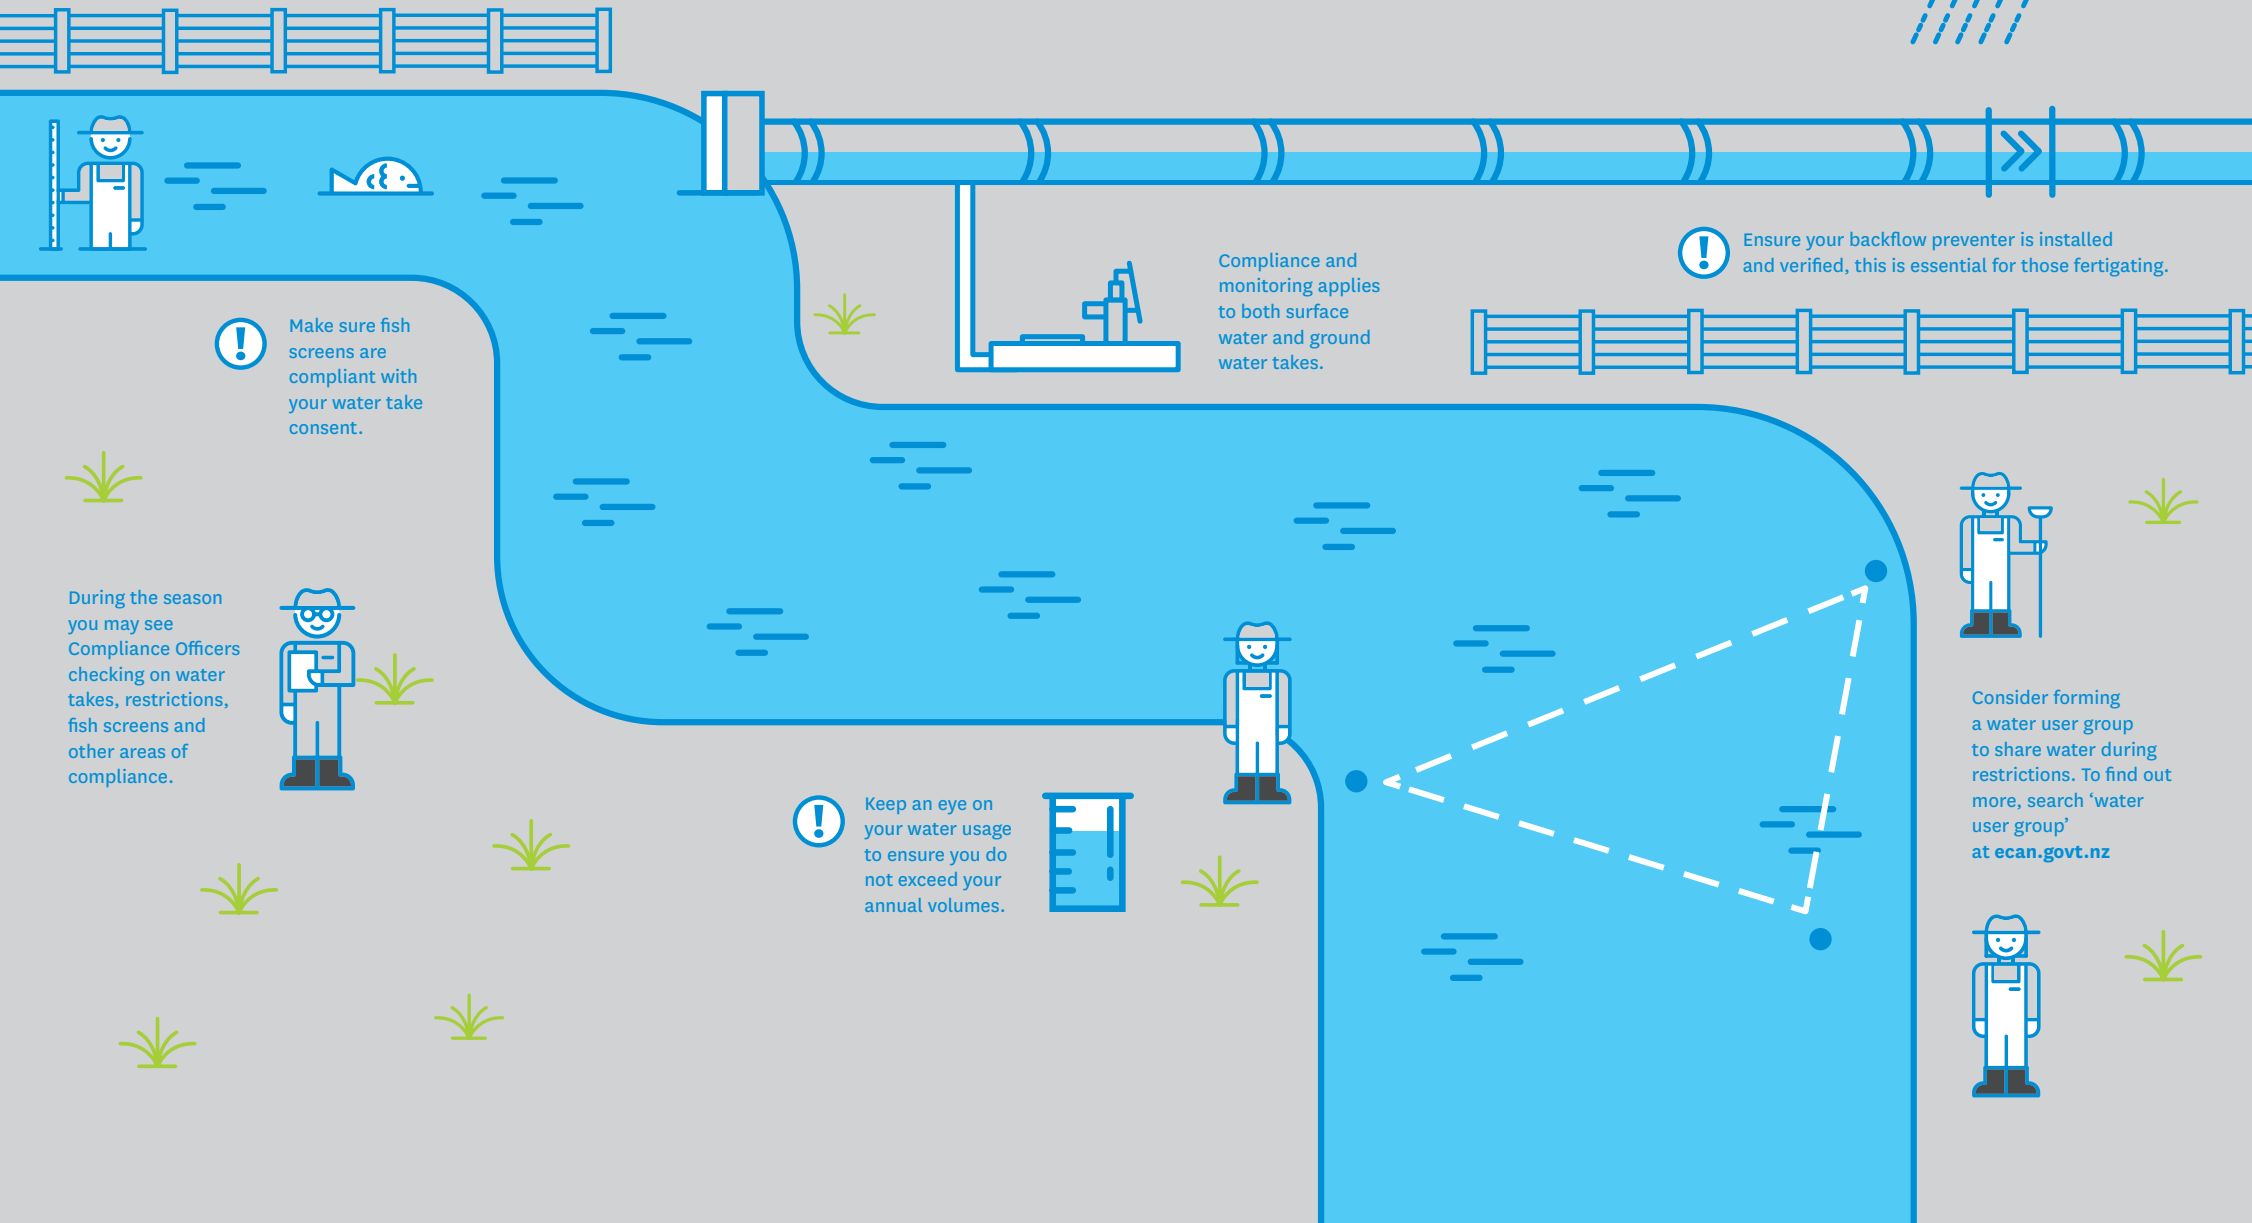 Compliance and
monitoring applies
to both surface
water and ground
water takes.
Ensure your backflow preventer is installed
and verified, this is essential for those fertigating.
Make sure fish
screens are
compliant with
your water take
consent.
During the season
you may see
Compliance Officers
checking on water
takes, restrictions,
fish screens and
other areas of
compliance.
Keep an eye on
your water usage
to ensure you do
not exceed your
annual volumes.
Consider forming
a water user group
to share water during
restrictions. To find out
more, search ‘water
user group’
at ecan.govt.nz